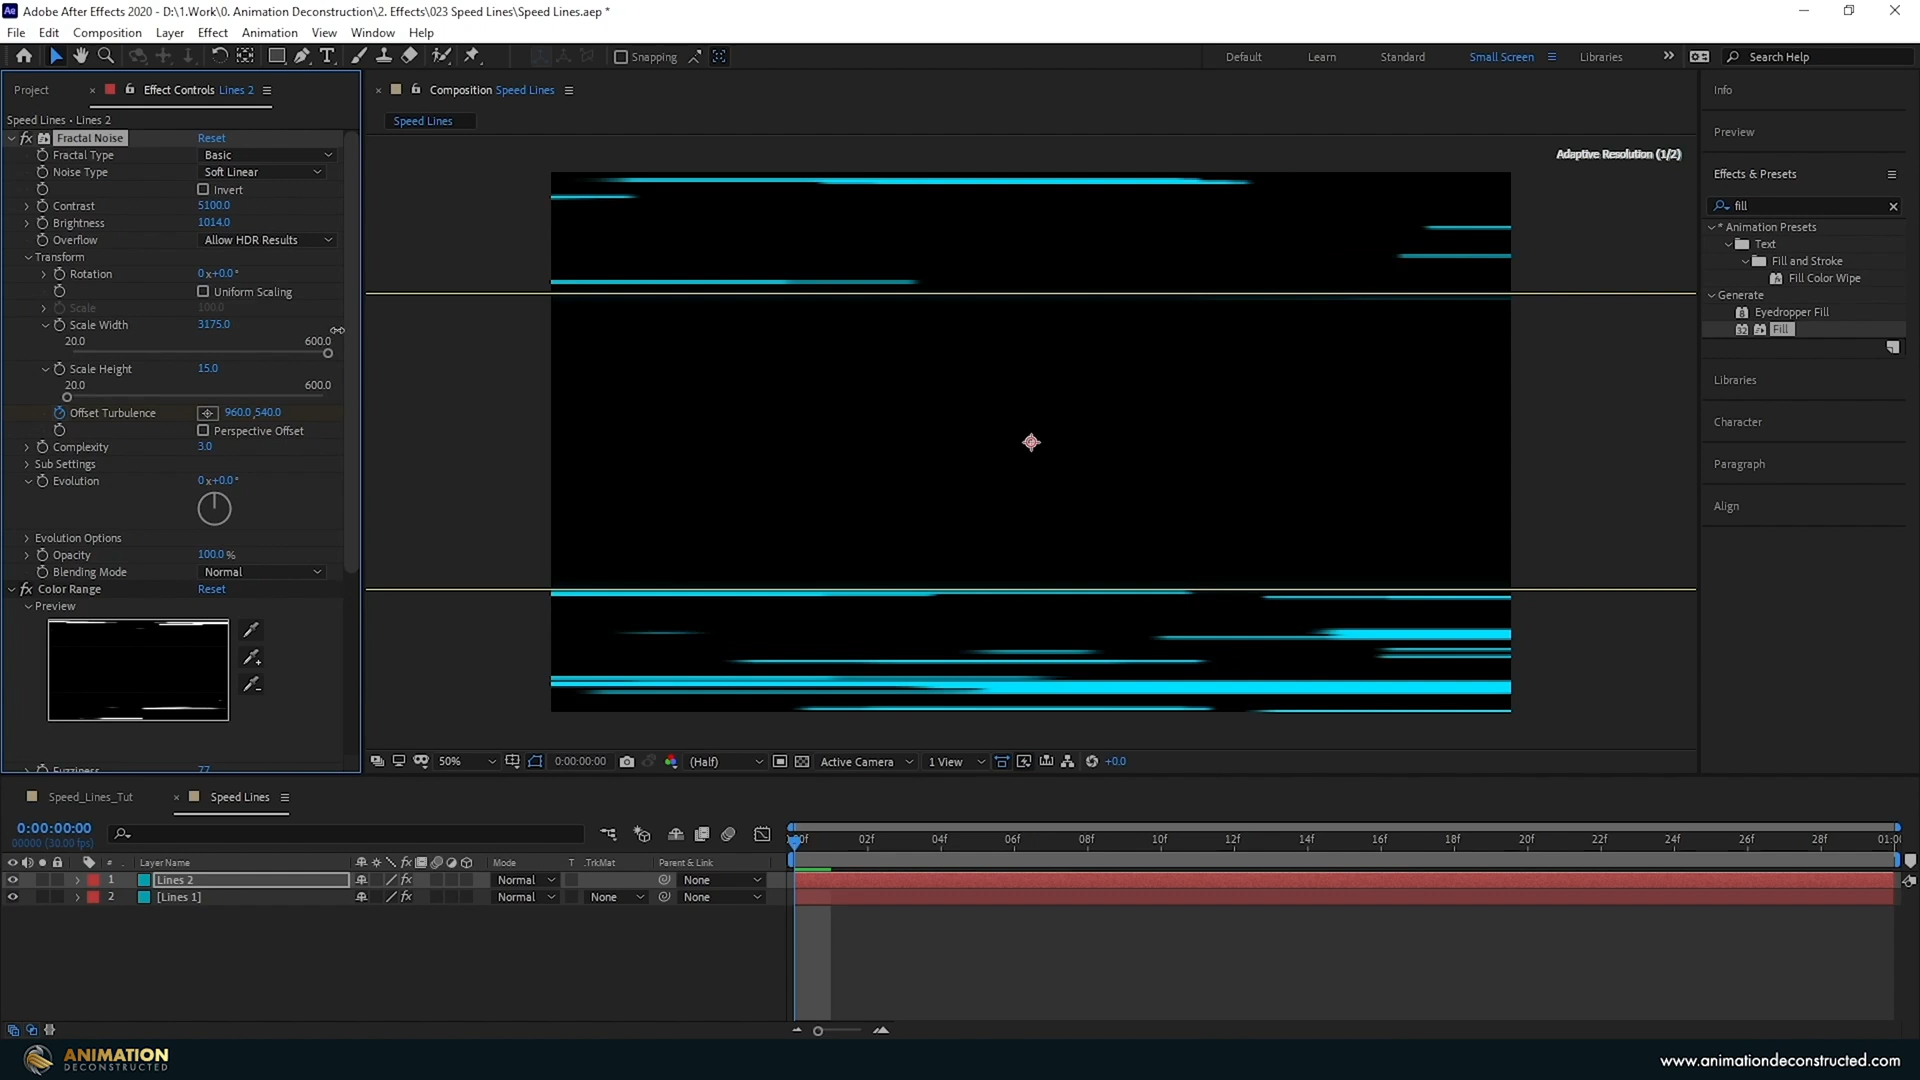 Adobe After Effects 2020 - D:\1.Work\0. Animation Deconstruction\2. Effects\023 Speed Lines\Speed Lines.aep *
File Edit Composition Layer Effect Animation View Window Help
Snapping Default Learn Standard Small Screen Libraries Search Help
Project Effect Controls Lines 2
Speed Lines • Lines 2
Fractal Noise Reset
Fractal Type Basic
Noise Type Soft Linear
Invert
Contrast 5100.0
Brightness 1014.0
Overflow Allow HDR Results
Transform
Rotation 0x+0.0°
Uniform Scaling
Scale 100.0
Scale Width 3175.0
20.0 600.0
Scale Height 15.0
20.0 600.0
Offset Turbulence 960.0,540.0
Perspective Offset
Complexity 3.0
Sub Settings
Evolution 0x+0.0°
Evolution Options
Opacity 100.0 %
Blending Mode Normal
Color Range Reset
Preview
Fuzziness 77
Composition Speed Lines
Speed Lines
Adaptive Resolution (1/2)
50% 0:00:00:00 (Half) Active Camera 1 View +0.0
Info
Preview
Effects & Presets
fill
* Animation Presets
Text
Fill and Stroke
Fill Color Wipe
Generate
Eyedropper Fill
32 Fill
Libraries
Character
Paragraph
Align
Speed_Lines_Tut Speed Lines
0:00:00:00
00000 (30.00 fps)
02f 04f 06f 08f 10f 12f 14f 16f 18f 20f 22f 24f 26f 28f
# Layer Name Mode T .TrkMat Parent & Link
1 Lines 2 Normal None
2 [Lines 1] Normal None None
ANIMATION
DECONSTRUCTED
www.animationdeconstructed.com